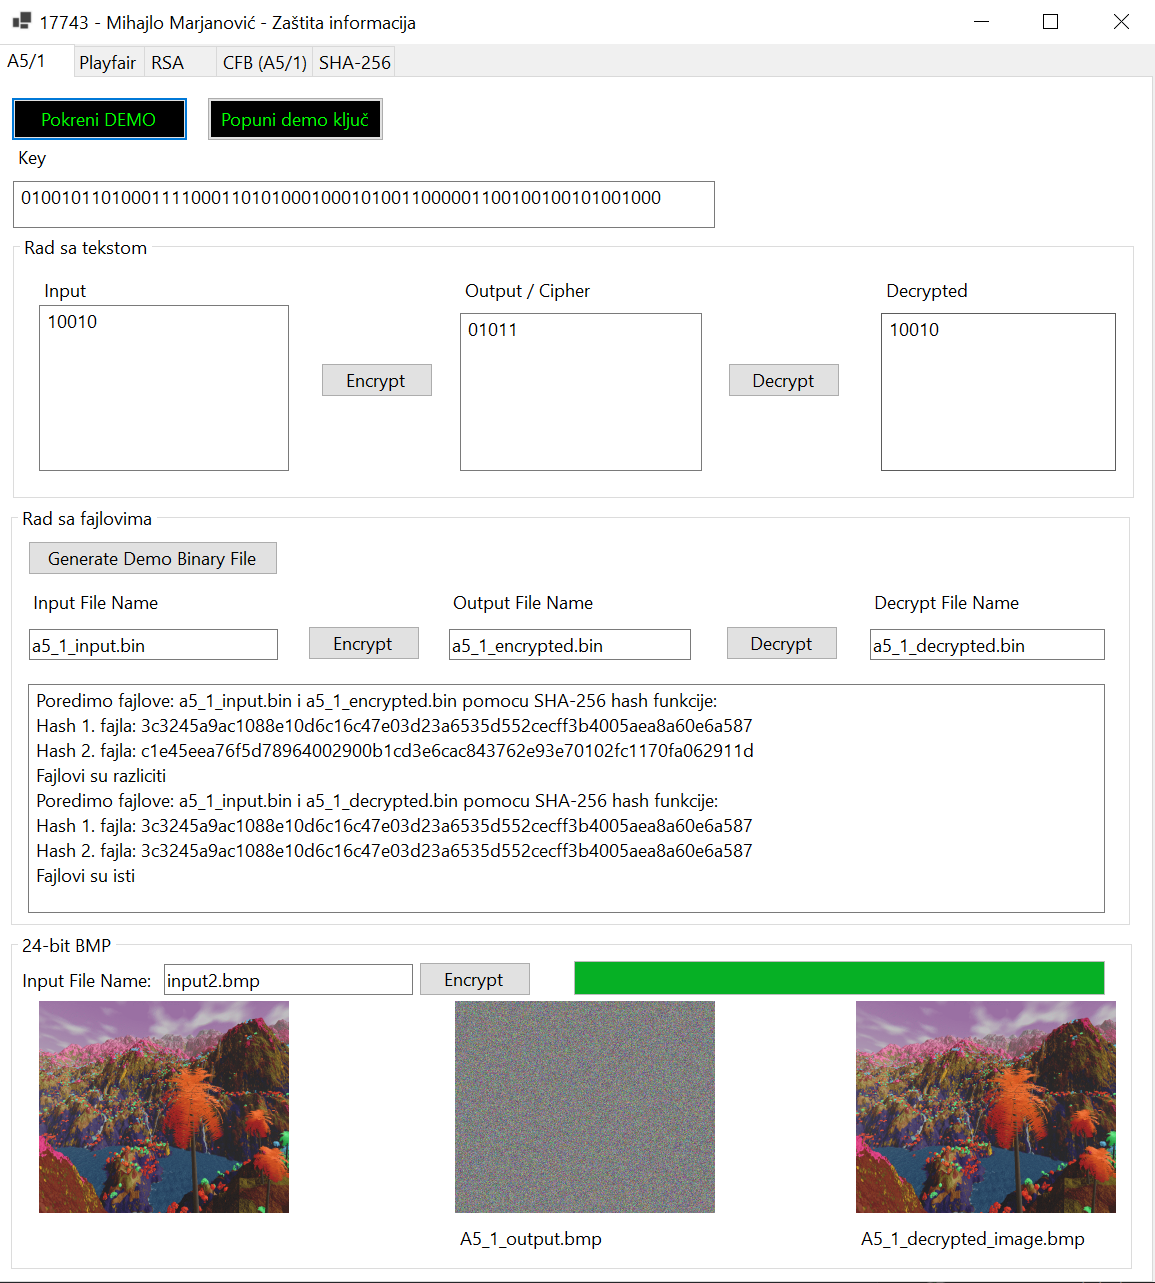 17743 - Mihajlo Marjanović - Zaštita informacija
A5/1 Playfair RSA CFB (A5/1) SHA-256
Pokreni DEMO Popuni demo ključ
Key
0100101101000111100011010100010001010011000001100100100101001000
Rad sa tekstom
Input Output / Cipher Decrypted
10010 01011 10010
Encrypt Decrypt
Rad sa fajlovima
Generate Demo Binary File
Input File Name Output File Name Decrypt File Name
a5_1_input.bin Encrypt a5_1_encrypted.bin Decrypt a5_1_decrypted.bin
Poredimo fajlove: a5_1_input.bin i a5_1_encrypted.bin pomocu SHA-256 hash funkcije:
Hash 1. fajla: 3c3245a9ac1088e10d6c16c47e03d23a6535d552cecff3b4005aea8a60e6a587
Hash 2. fajla: c1e45eea76f5d78964002900b1cd3e6cac843762e93e70102fc1170fa062911d
Fajlovi su razliciti
Poredimo fajlove: a5_1_input.bin i a5_1_decrypted.bin pomocu SHA-256 hash funkcije:
Hash 1. fajla: 3c3245a9ac1088e10d6c16c47e03d23a6535d552cecff3b4005aea8a60e6a587
Hash 2. fajla: 3c3245a9ac1088e10d6c16c47e03d23a6535d552cecff3b4005aea8a60e6a587
Fajlovi su isti
24-bit BMP
Input File Name: input2.bmp Encrypt
A5_1_output.bmp A5_1_decrypted_image.bmp